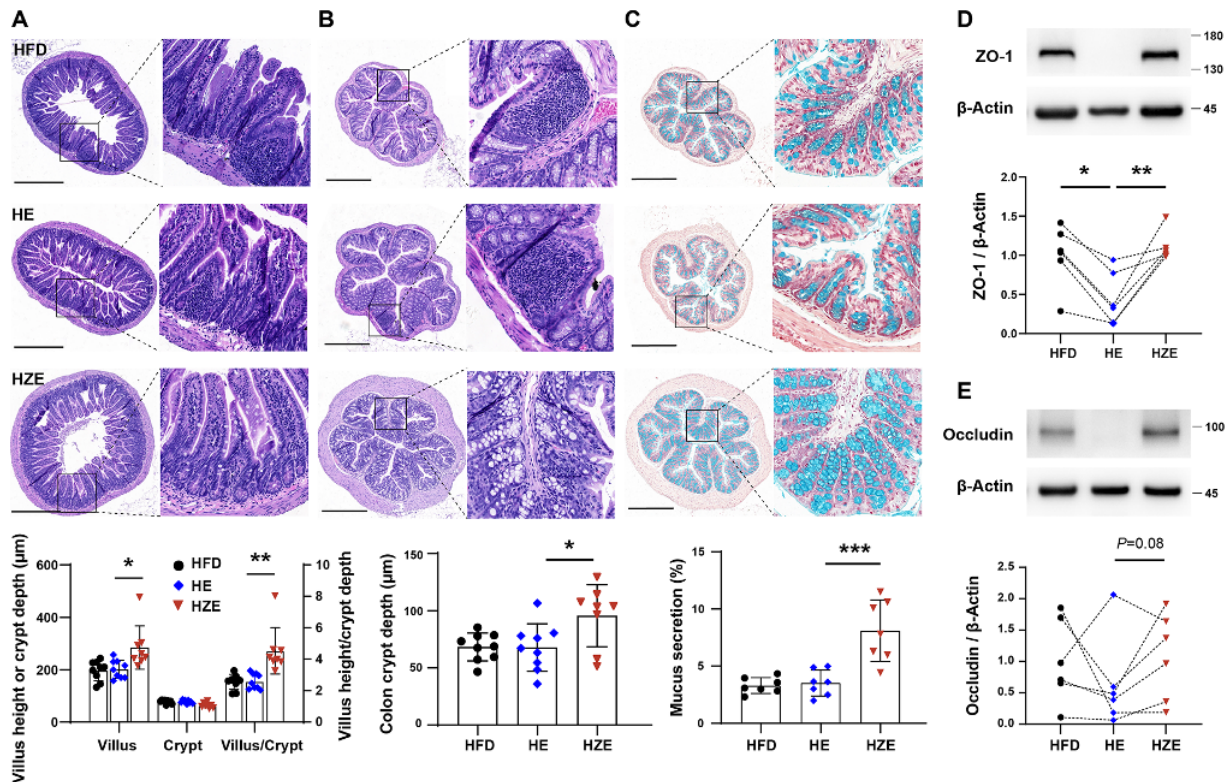 A
B
C
D
HFD
HE
HZE
ZO-1
180
130
β-Actin
45
* **
2.0
1.5
1.0
0.5
0.0
ZO-1 / β-Actin
HFD HE HZE
E
Occludin
100
β-Actin
45
P=0.08
2.5
2.0
1.5
1.0
0.5
0.0
Occludin / β-Actin
HFD HE HZE
Villus height or crypt depth (μm)
600
400
200
0
* **
HFD
HE
HZE
10
8
6
4
2
0
Villus height/crypt depth
Villus Crypt Villus/Crypt
Colon crypt depth (μm)
150
100
50
0
*
HFD HE HZE
Mucus secretion (%)
15
10
5
0
***
HFD HE HZE